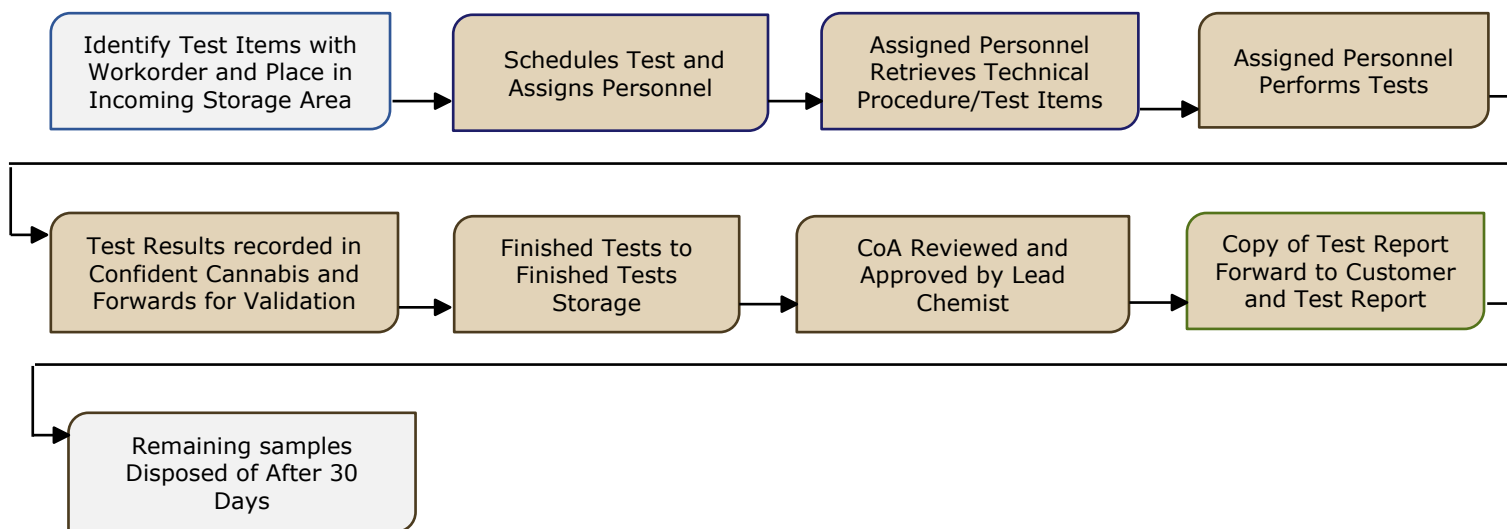 Identify Test Items with
Workorder and Place in
Incoming Storage Area
Schedules Test and
Assigns Personnel
Assigned Personnel
Retrieves Technical
Procedure/Test Items
Assigned Personnel
Performs Tests
Test Results recorded in
Confident Cannabis and
Forwards for Validation
Finished Tests to
Finished Tests
Storage
CoA Reviewed and
Approved by Lead
Chemist
Copy of Test Report
Forward to Customer
and Test Report
Remaining samples
Disposed of After 30
Days